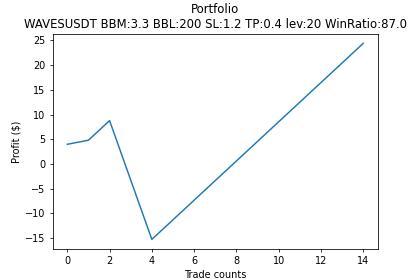 Portfolio
WAVESUSDT BBM:3.3 BBL:200 SL:1.2 TP:0.4 lev:20 WinRatio:87.0
25
20
15
10
5
0
−5
−10
−15
Profit ($)
0 2 4 6 8 10 12 14
Trade counts